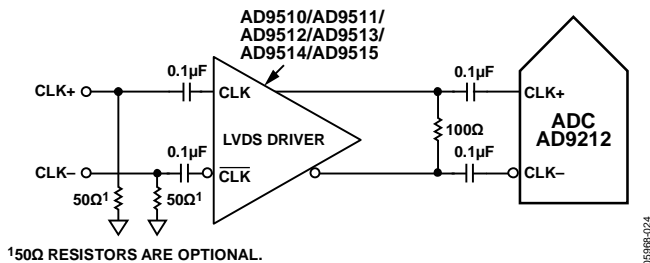 AD9510/AD9511/
AD9512/AD9513/
AD9514/AD9515
CLK+
0.1µF
CLK
LVDS DRIVER
CLK–
0.1µF
CLK
50Ω1
50Ω1
100Ω
0.1µF
CLK+
ADC
AD9212
0.1µF
CLK–
150Ω RESISTORS ARE OPTIONAL.
05968-024